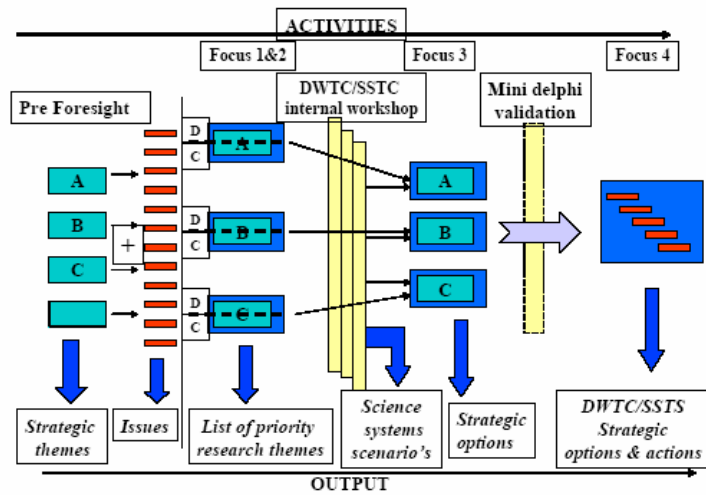 ACTIVITIES
Focus 1&2
Focus 3
Focus 4
Pre Foresight
DWTC/SSTC
internal workshop
Mini delphi
validation
D
C
A
A
A
B
+
D
C
B
B
C
D
C
C
C
Strategic
themes
Issues
List of priority
research themes
Science
systems
scenario's
Strategic
options
DWTC/SSTS
Strategic
options & actions
OUTPUT